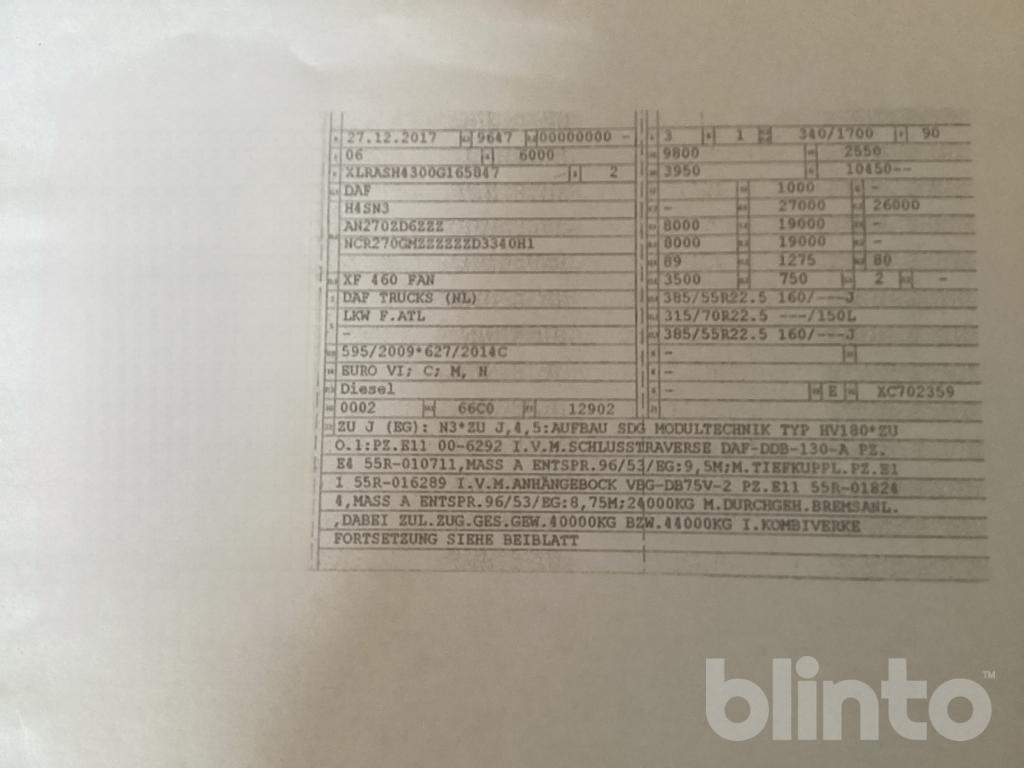 27.12.2017 9647 00000000 -
06 6000
XLRASH4300G165847 - 2
DAF
H4SN3
AN270ZD6ZZZ
NCR270GMZZZZZZD3340H1
XF 460 FAN
DAF TRUCKS (NL)
LKW F.ATL
-
595/2009*627/2014C
EURO VI; C; M, N
Diesel
0002 66C0 12902
3 1 340/1700 90
9800 2550
3950 10450--
1000 -
- 27000 26000
8000 19000 -
8000 19000 -
89 1275 80
3500 750 2 -
385/55R22.5 160/---J
315/70R22.5 ---/150L
385/55R22.5 160/---J
-
-
- E XC702359
ZU J (EG): N3*ZU J,4,5:AUFBAU SDG MODULTECHNIK TYP HV180*ZU
O.1:PZ.E11 00-6292 I.V.M.SCHLUSSTRAVERSE DAF-DDB-130-A PZ.
E4 55R-010711,MASS A ENTSPR.96/53/EG:9,5M;M.TIEFKUPPL.PZ.E1
1 55R-016289 I.V.M.ANHÄNGEBOCK VBG-DB75V-2 PZ.E11 55R-01824
4,MASS A ENTSPR.96/53/EG:8,75M;24000KG M.DURCHGEH.BREMSANL.
,DABEI ZUL.ZUG.GES.GEW.40000KG BZW.44000KG I.KOMBIVERKE
FORTSETZUNG SIEHE BEIBLATT
blinto™